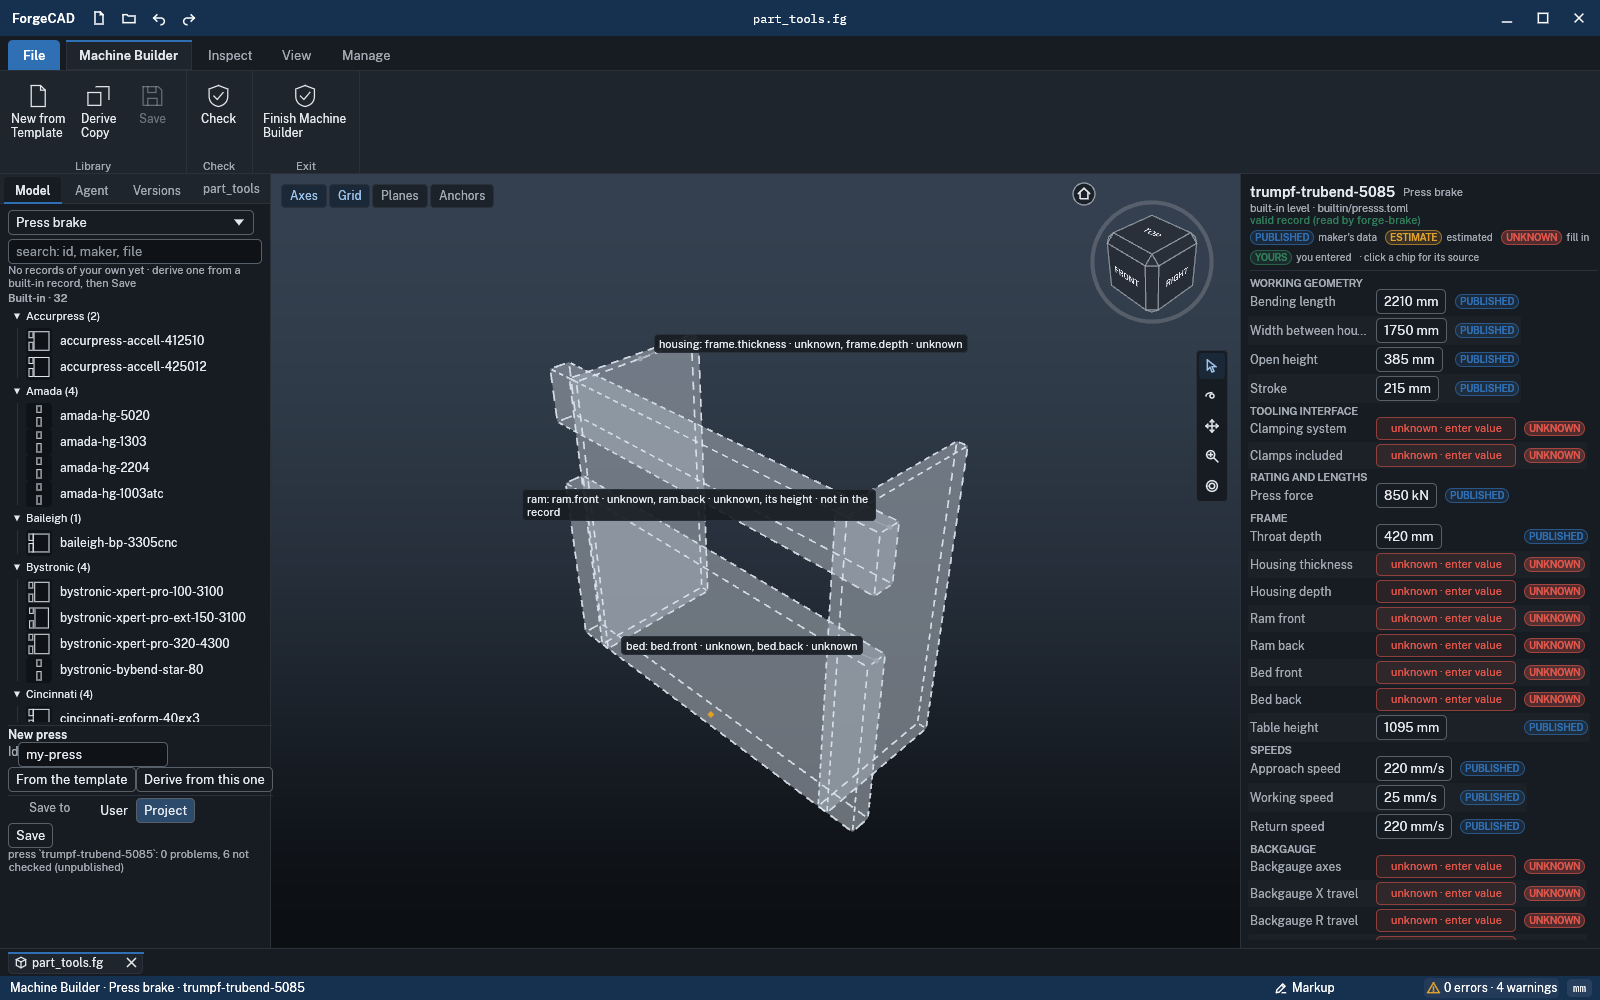 ForgeCAD
part_tools.fg
File
Machine Builder
Inspect
View
Manage
New from
Template
Derive
Copy
Save
Check
Finish Machine
Builder
Library
Check
Exit
Model
Agent
Versions
part_tools
Press brake
search: id, maker, file
No records of your own yet · derive one from a
built-in record, then Save
Built-in · 32
Accurpress (2)
accurpress-accell-412510
accurpress-accell-425012
Amada (4)
amada-hg-5020
amada-hg-1303
amada-hg-2204
amada-hg-1003atc
Baileigh (1)
baileigh-bp-3305cnc
Bystronic (4)
bystronic-xpert-pro-100-3100
bystronic-xpert-pro-ext-150-3100
bystronic-xpert-pro-320-4300
bystronic-bybend-star-80
Cincinnati (4)
cincinnati-goform-40gx3
New press
Id
my-press
From the template
Derive from this one
Save to
User
Project
Save
press `trumpf-trubend-5085`: 0 problems, 6 not
checked (unpublished)
Axes
Grid
Planes
Anchors
TOP
FRONT
RIGHT
housing: frame.thickness · unknown, frame.depth · unknown
ram: ram.front · unknown, ram.back · unknown, its height · not in the
record
bed: bed.front · unknown, bed.back · unknown
trumpf-trubend-5085 Press brake
built-in level · builtin/presss.toml
valid record (read by forge-brake)
PUBLISHED maker's data ESTIMATE estimated UNKNOWN fill in
YOURS you entered · click a chip for its source
WORKING GEOMETRY
Bending length 2210 mm PUBLISHED
Width between hou... 1750 mm PUBLISHED
Open height 385 mm PUBLISHED
Stroke 215 mm PUBLISHED
TOOLING INTERFACE
Clamping system unknown · enter value UNKNOWN
Clamps included unknown · enter value UNKNOWN
RATING AND LENGTHS
Press force 850 kN PUBLISHED
FRAME
Throat depth 420 mm PUBLISHED
Housing thickness unknown · enter value UNKNOWN
Housing depth unknown · enter value UNKNOWN
Ram front unknown · enter value UNKNOWN
Ram back unknown · enter value UNKNOWN
Bed front unknown · enter value UNKNOWN
Bed back unknown · enter value UNKNOWN
Table height 1095 mm PUBLISHED
SPEEDS
Approach speed 220 mm/s PUBLISHED
Working speed 25 mm/s PUBLISHED
Return speed 220 mm/s PUBLISHED
BACKGAUGE
Backgauge axes unknown · enter value UNKNOWN
Backgauge X travel unknown · enter value UNKNOWN
Backgauge R travel unknown · enter value UNKNOWN
part_tools.fg
Machine Builder · Press brake · trumpf-trubend-5085
Markup
0 errors · 4 warnings
mm